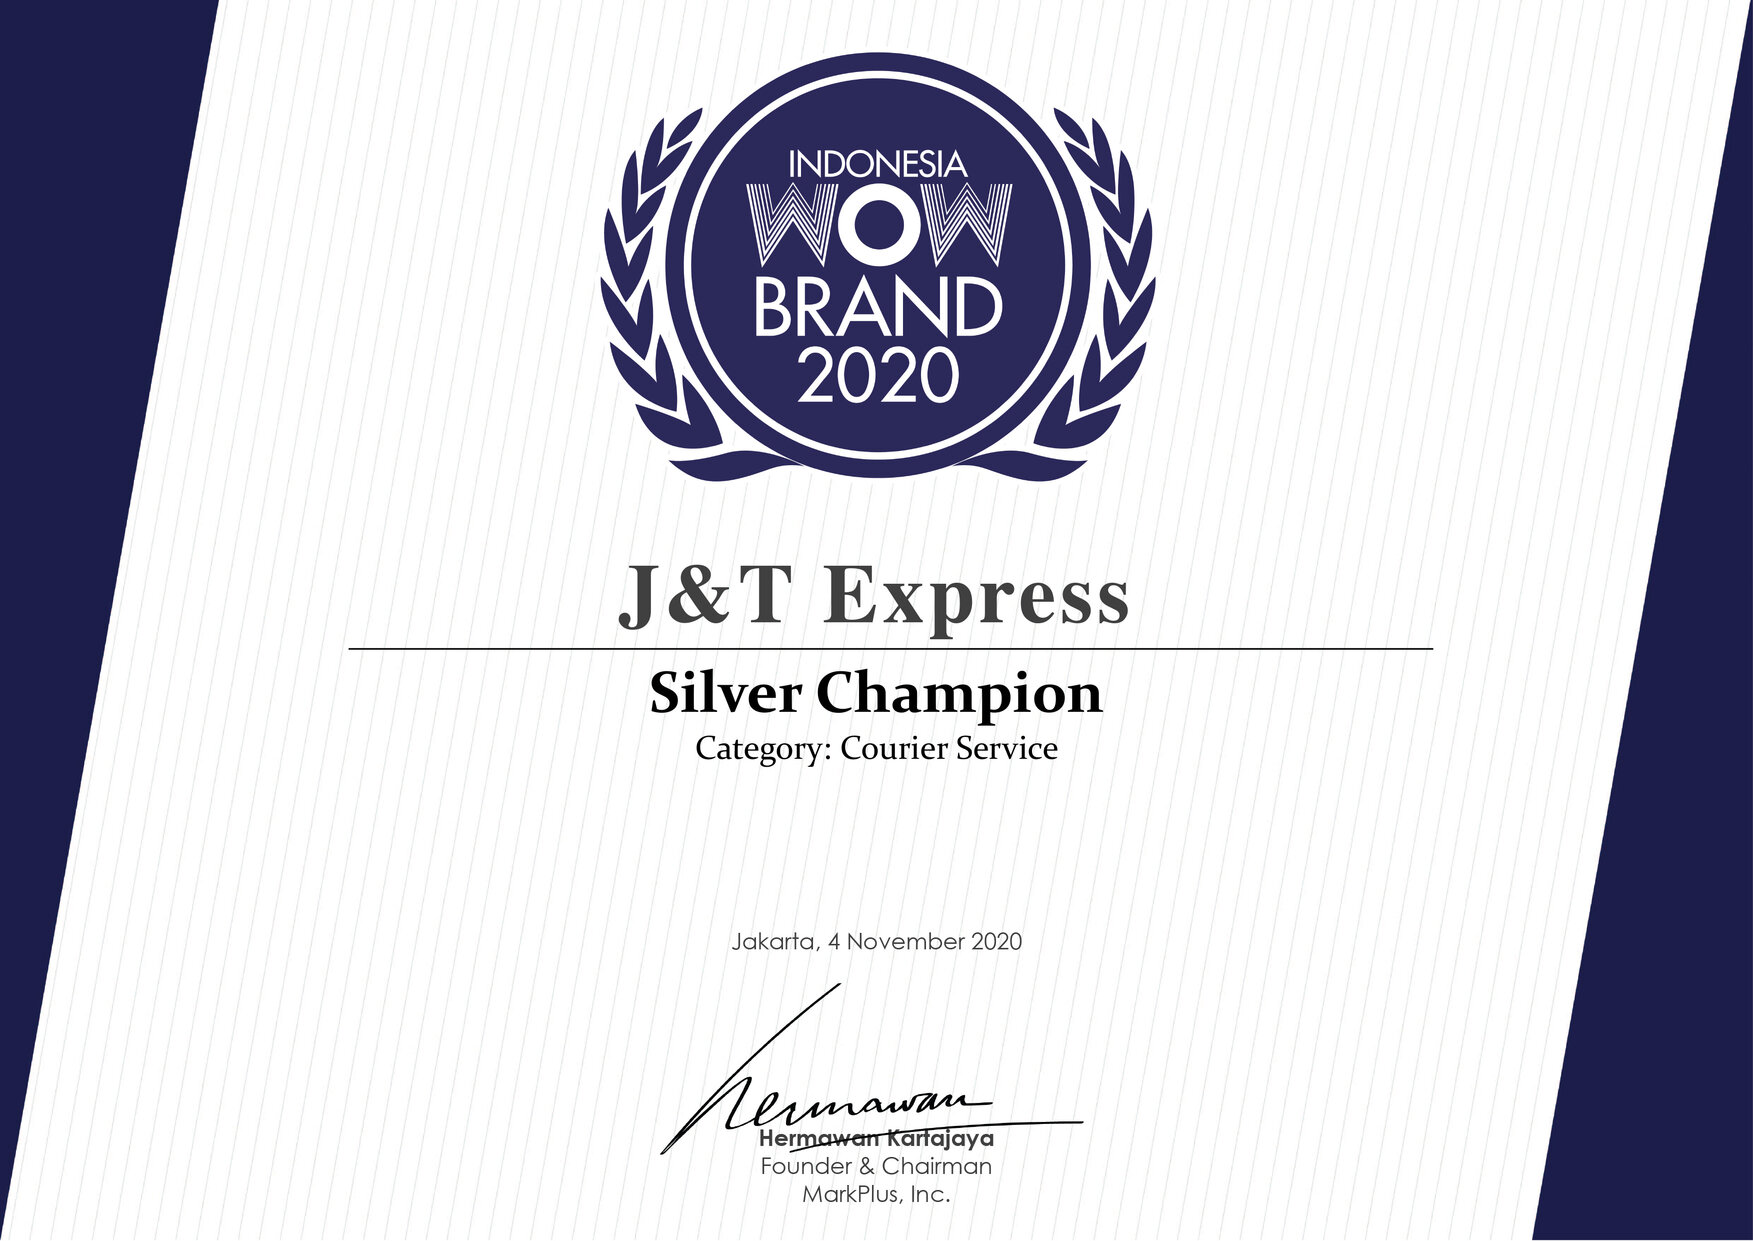 INDONESIA
WOW
BRAND
2020
J&T Express
Silver Champion
Category: Courier Service
Jakarta, 4 November 2020
Hermawan
Hermawan Kartajaya
Founder & Chairman
MarkPlus, Inc.